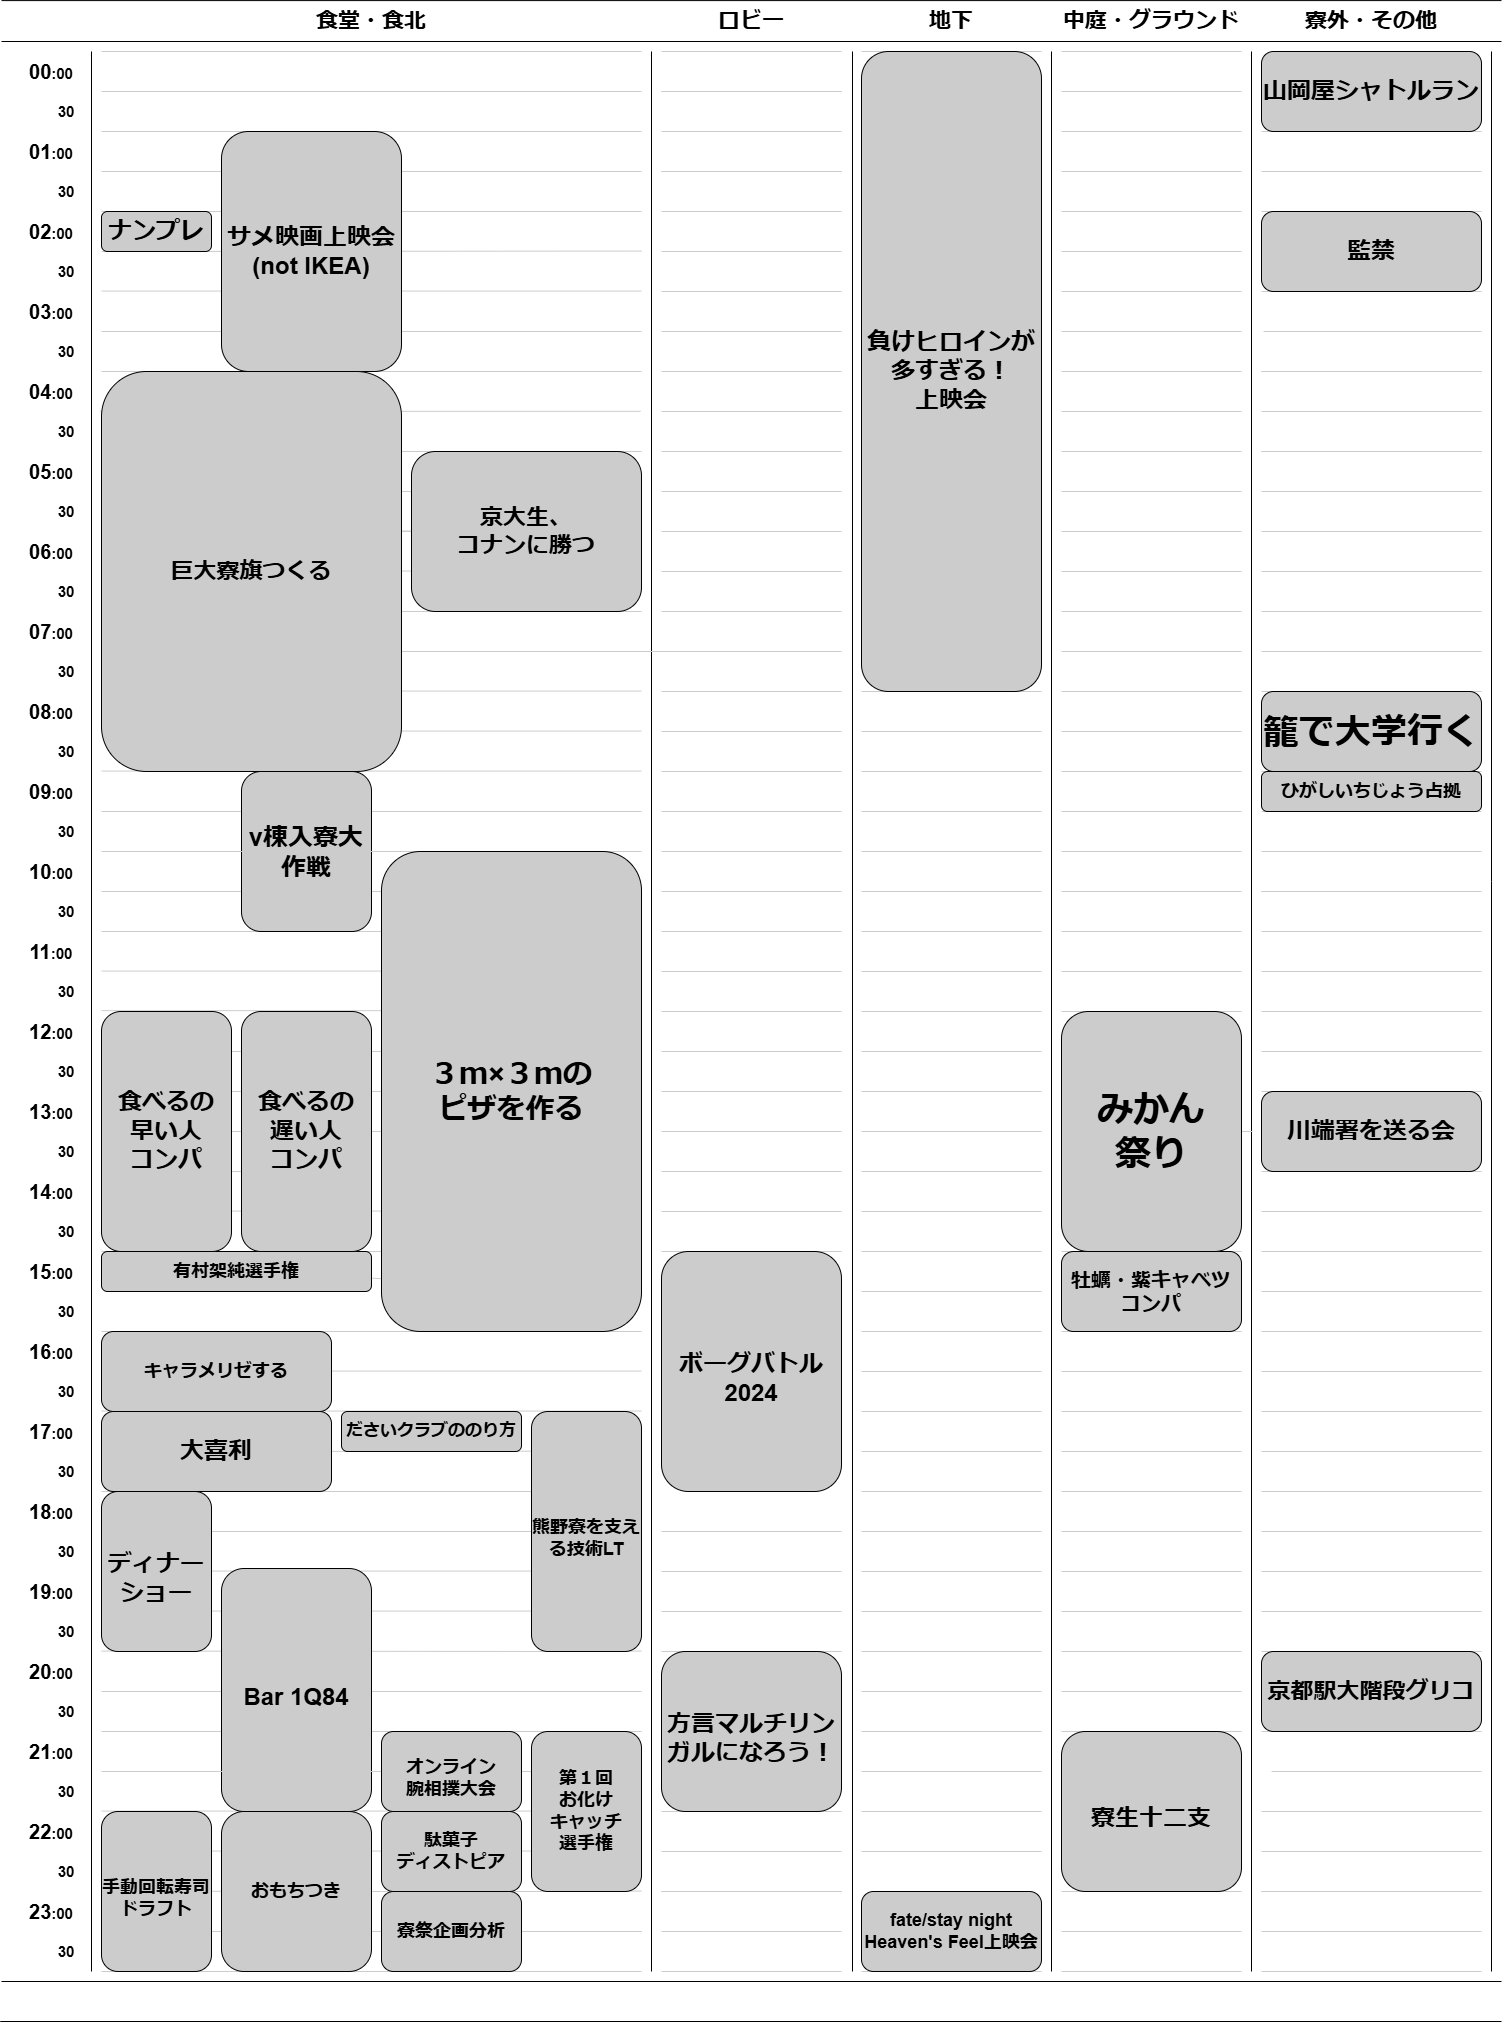 食堂・食北
ロビー
地下
中庭・グラウンド
寮外・その他
00:00
30
01:00
30
02:00
30
03:00
30
04:00
30
05:00
30
06:00
30
07:00
30
08:00
30
09:00
30
10:00
30
11:00
30
12:00
30
13:00
30
14:00
30
15:00
30
16:00
30
17:00
30
18:00
30
19:00
30
20:00
30
21:00
30
22:00
30
23:00
30
ナンプレ
サメ映画上映会
(not IKEA)
巨大寮旗つくる
京大生、
コナンに勝つ
v棟入寮大
作戦
３ｍ×３ｍの
ピザを作る
食べるの
早い人
コンパ
食べるの
遅い人
コンパ
有村架純選手権
キャラメリゼする
大喜利
ださいクラブののり方
熊野寮を支え
る技術LT
ディナー
ショー
Bar 1Q84
オンライン
腕相撲大会
第１回
お化け
キャッチ
選手権
手動回転寿司
ドラフト
おもちつき
駄菓子
ディストピア
寮祭企画分析
ボーグバトル
2024
方言マルチリン
ガルになろう！
負けヒロインが
多すぎる！
上映会
fate/stay night
Heaven's Feel上映会
みかん
祭り
牡蠣・紫キャベツ
コンパ
寮生十二支
山岡屋シャトルラン
監禁
籠で大学行く
ひがしいちじょう占拠
川端署を送る会
京都駅大階段グリコ